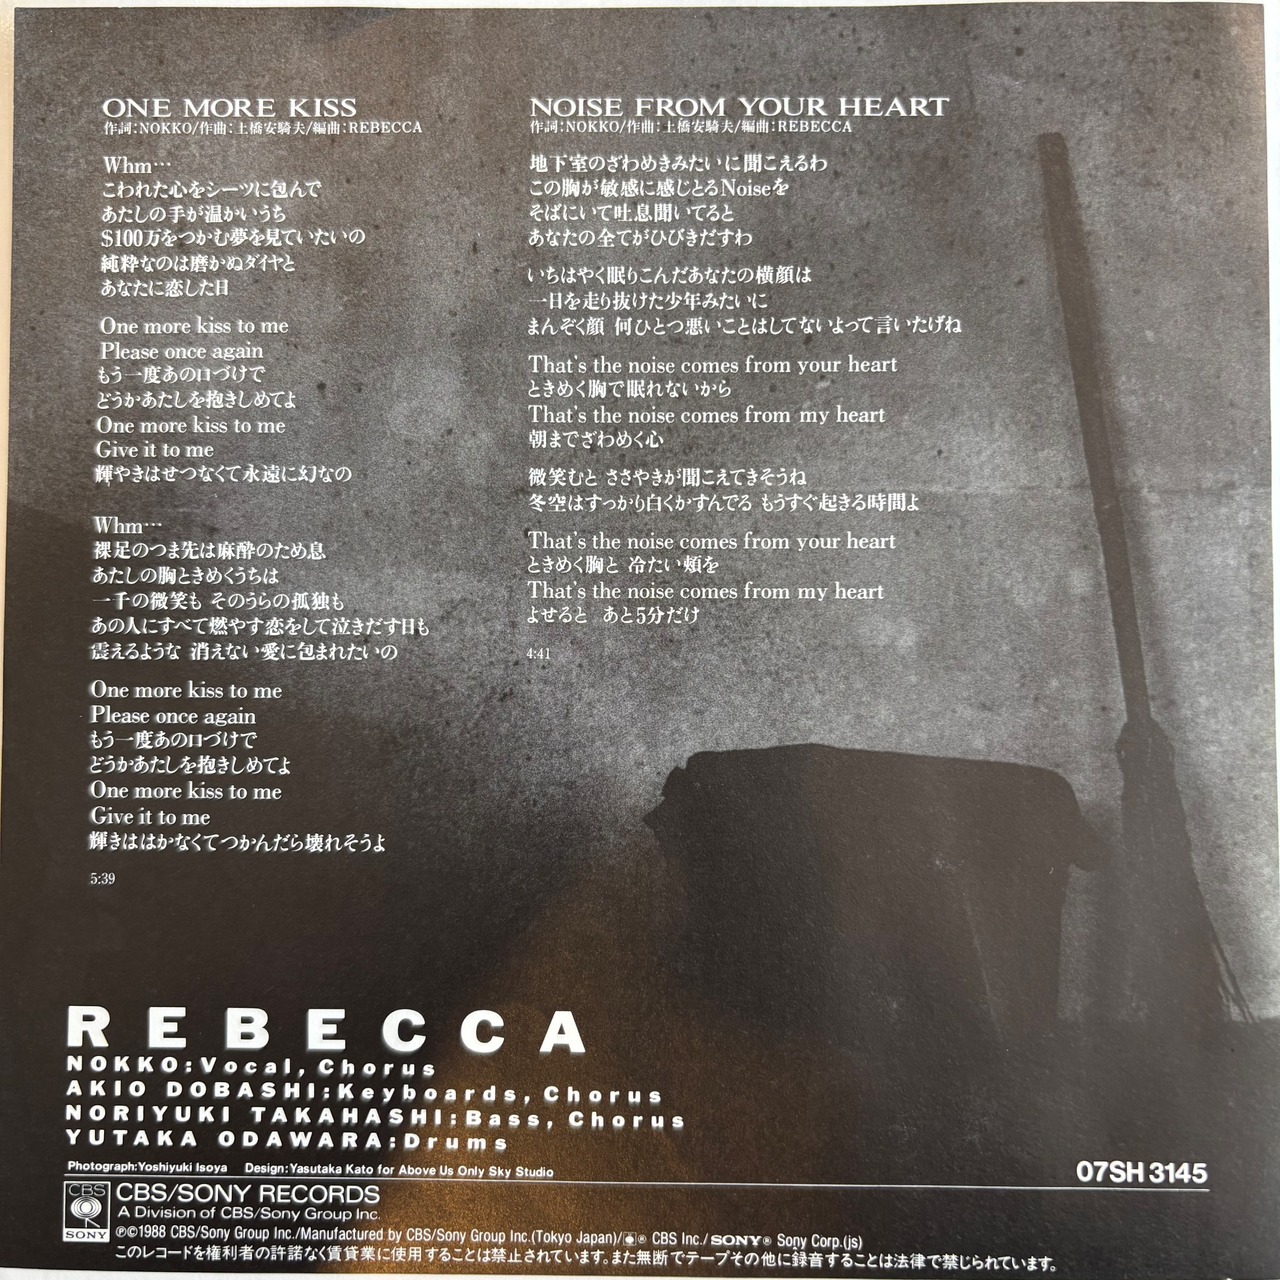 ONE MORE KISS
作詞:NOKKO/作曲:土橋安騎夫/編曲:REBECCA
Whm…
こわれた心をシーツに包んで
あたしの手が温かいうち
$100万をつかむ夢を見ていたいの
純粋なのは磨かぬダイヤと
あなたに恋した日
One more kiss to me
Please once again
もう一度あの口づけで
どうかあたしを抱きしめてよ
One more kiss to me
Give it to me
輝やきはせつなくて永遠に幻なの
Whm…
裸足のつま先は麻酔のため息
あたしの胸ときめくうちは
一千の微笑も そのうらの孤独も
あの人にすべて燃やす恋をして泣きだす日も
震えるような 消えない愛に包まれたいの
One more kiss to me
Please once again
もう一度あの口づけで
どうかあたしを抱きしめてよ
One more kiss to me
Give it to me
輝きははかなくてつかんだら壊れそうよ
5:39
NOISE FROM YOUR HEART
作詞:NOKKO/作曲:土橋安騎夫/編曲:REBECCA
地下室のざわめきみたいに聞こえるわ
この胸が敏感に感じとるNoiseを
そばにいて吐息聞いてると
あなたの全てがひびきだすわ
いちはやく眠りこんだあなたの横顔は
一日を走り抜けた少年みたいに
まんぞく顔 何ひとつ悪いことはしてないよって言いたげね
That's the noise comes from your heart
ときめく胸で眠れないから
That's the noise comes from my heart
朝までざわめく心
微笑むと ささやきが聞こえてきそうね
冬空はすっかり白くかすんでる もうすぐ起きる時間よ
That's the noise comes from your heart
ときめく胸と 冷たい頬を
That's the noise comes from my heart
よせると あと5分だけ
4:41
REBECCA
NOKKO:Vocal, Chorus
AKIO DOBASHI:Keyboards, Chorus
NORIYUKI TAKAHASHI:Bass, Chorus
YUTAKA ODAWARA:Drums
Photograph:Yoshiyuki Isoya Design:Yasutaka Kato for Above Us Only Sky Studio
07SH 3145
CBS
SONY
CBS/SONY RECORDS
A Division of CBS/Sony Group Inc.
℗©1988 CBS/Sony Group Inc./Manufactured by CBS/Sony Group Inc.(Tokyo Japan)/® CBS Inc./SONY® Sony Corp.(js)
このレコードを権利者の許諾なく賃貸業に使用することは禁止されています。また無断でテープその他に録音することは法律で禁じられています。